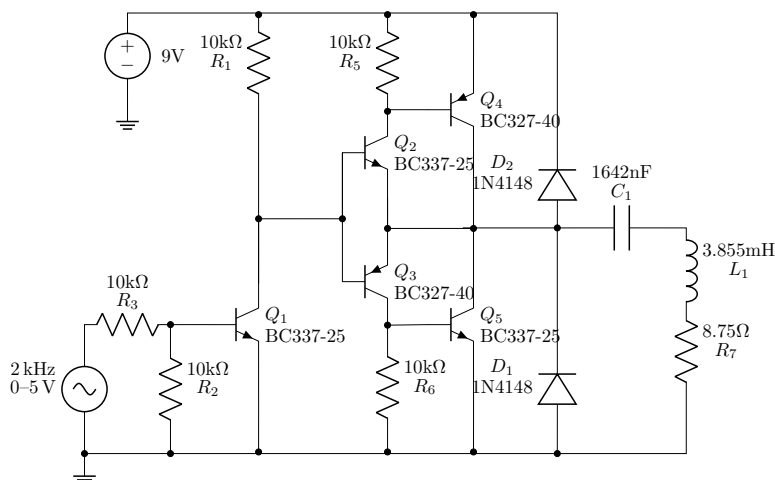 9V
10kΩ
R1
10kΩ
R5
Q4
BC327-40
Q2
BC337-25
D2
1N4148
1642nF
C1
3.855mH
L1
10kΩ
R3
Q3
BC327-40
Q1
BC337-25
Q5
BC337-25
8.75Ω
R7
2 kHz
0–5 V
10kΩ
R2
10kΩ
R6
D1
1N4148